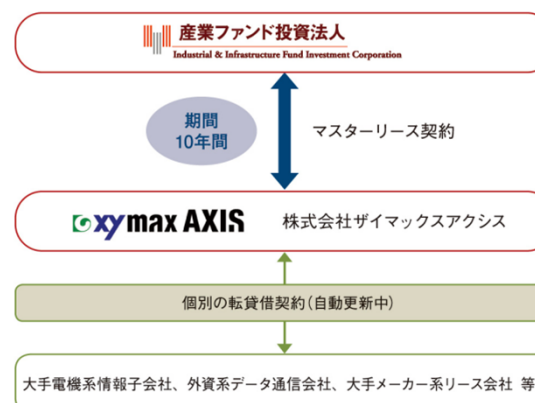 産業ファンド投資法人
Industrial & Infrastructure Fund Investment Corporation
期間
10年間
マスターリース契約
xymax AXIS 株式会社ザイマックスアクシス
個別の転貸借契約(自動更新中)
大手電機系情報子会社、外資系データ通信会社、大手メーカー系リース会社 等